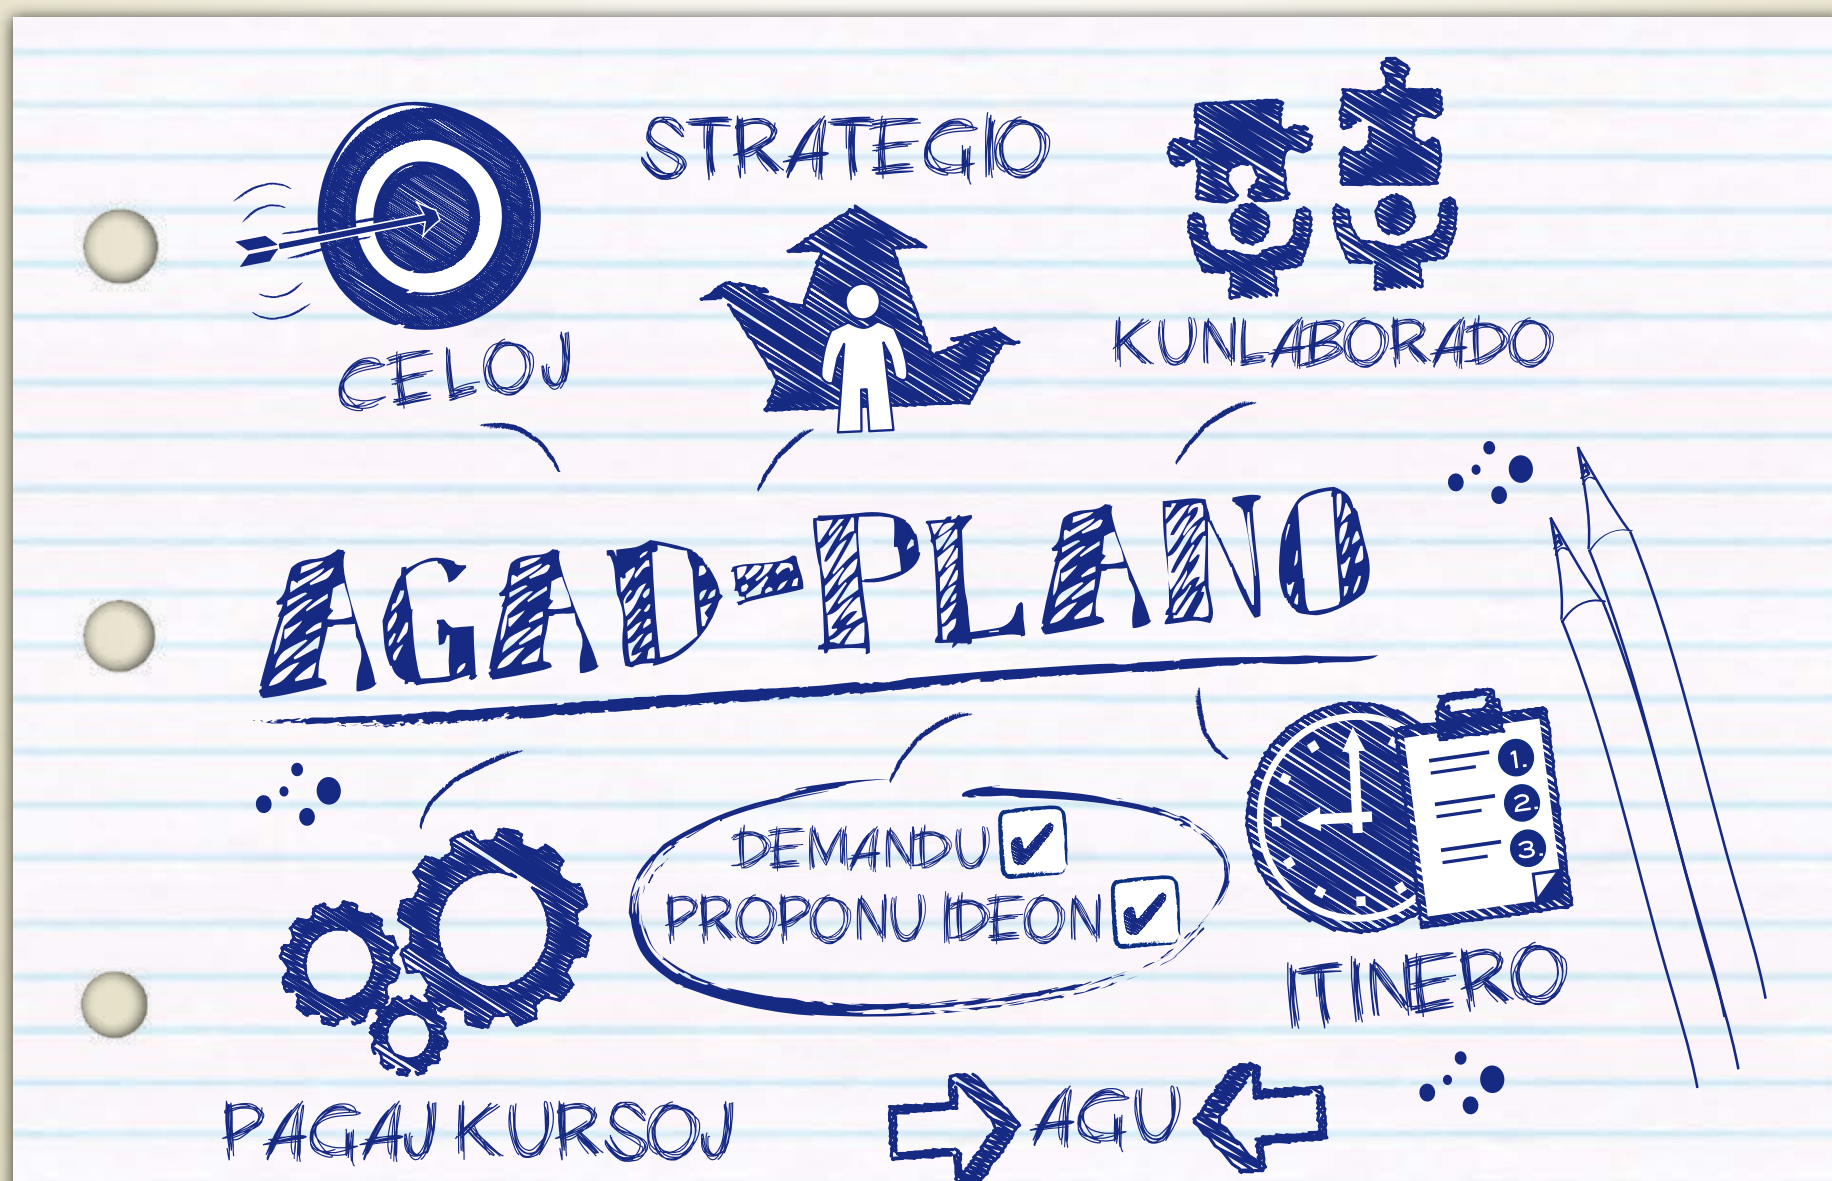 STRATEGIO
CELOJ
KUNLABORADO
AGAD-PLANO
1.
2.
3.
DEMANDU
PROPONU IDEON
ITINERO
PAGAJ KURSOJ
AGU